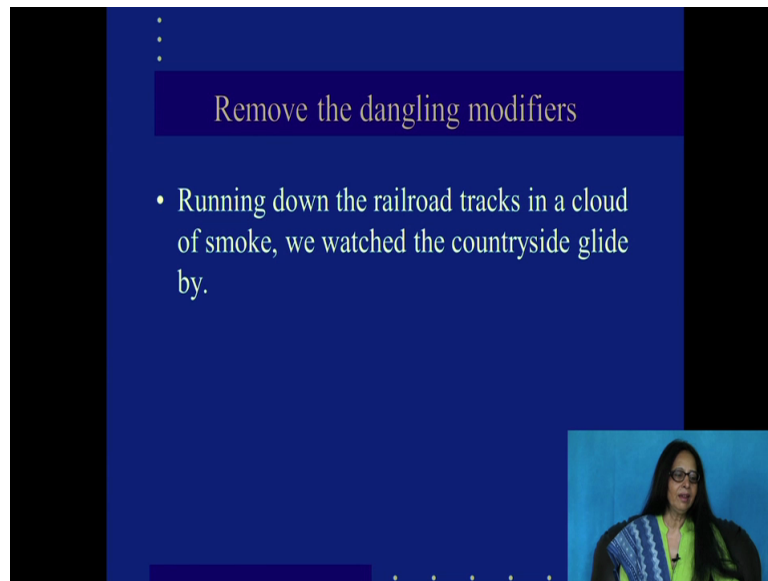 Remove the dangling modifiers
• Running down the railroad tracks in a cloud
of smoke, we watched the countryside glide
by.